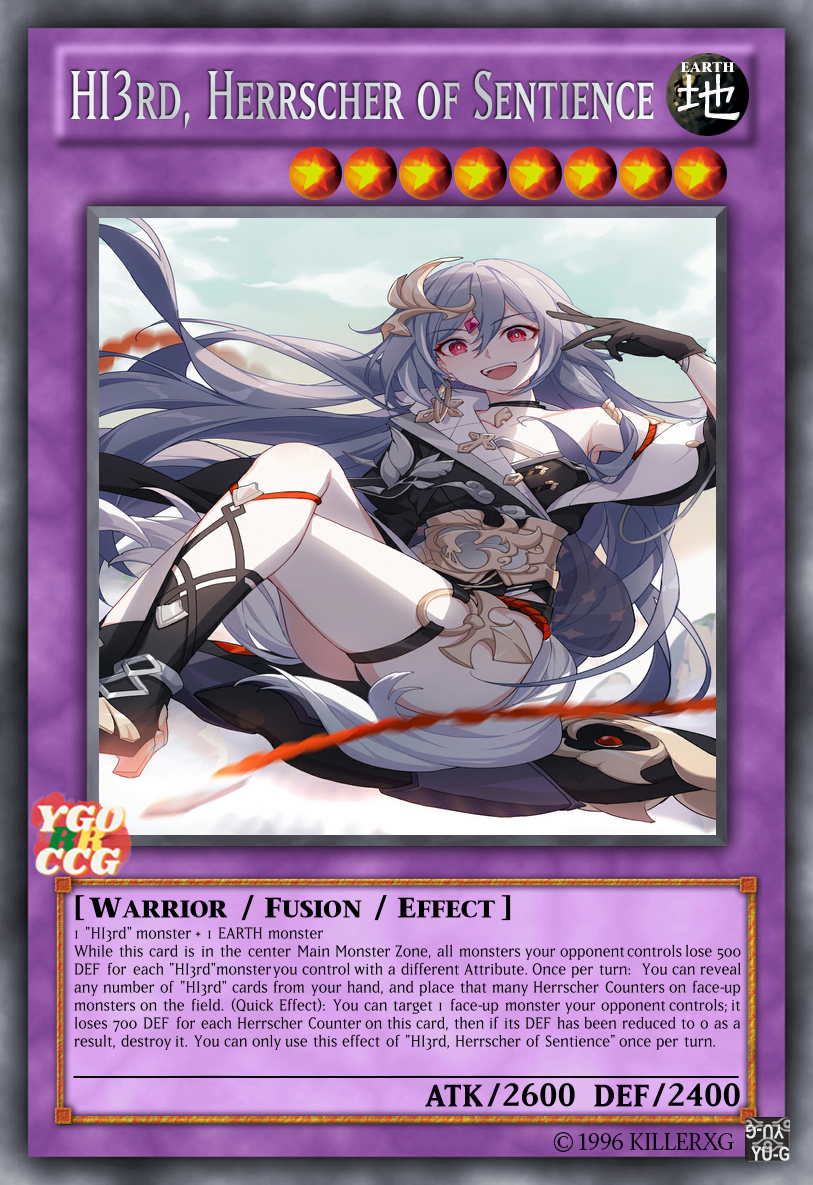 HI3rd, Herrscher of Sentience
EARTH
地
YGO
RR
CCG
[ Warrior / Fusion / Effect ]
1 "HI3rd" monster + 1 EARTH monster
While this card is in the center Main Monster Zone, all monsters your opponent controls lose 500
DEF for each "HI3rd"monster you control with a different Attribute. Once per turn: You can reveal
any number of "HI3rd" cards from your hand, and place that many Herrscher Counters on face-up
monsters on the field. (Quick Effect): You can target 1 face-up monster your opponent controls; it
loses 700 DEF for each Herrscher Counter on this card, then if its DEF has been reduced to 0 as a
result, destroy it. You can only use this effect of "HI3rd, Herrscher of Sentience" once per turn.
ATK/2600 DEF/2400
© 1996 KILLERXG
YU-G
YU-G